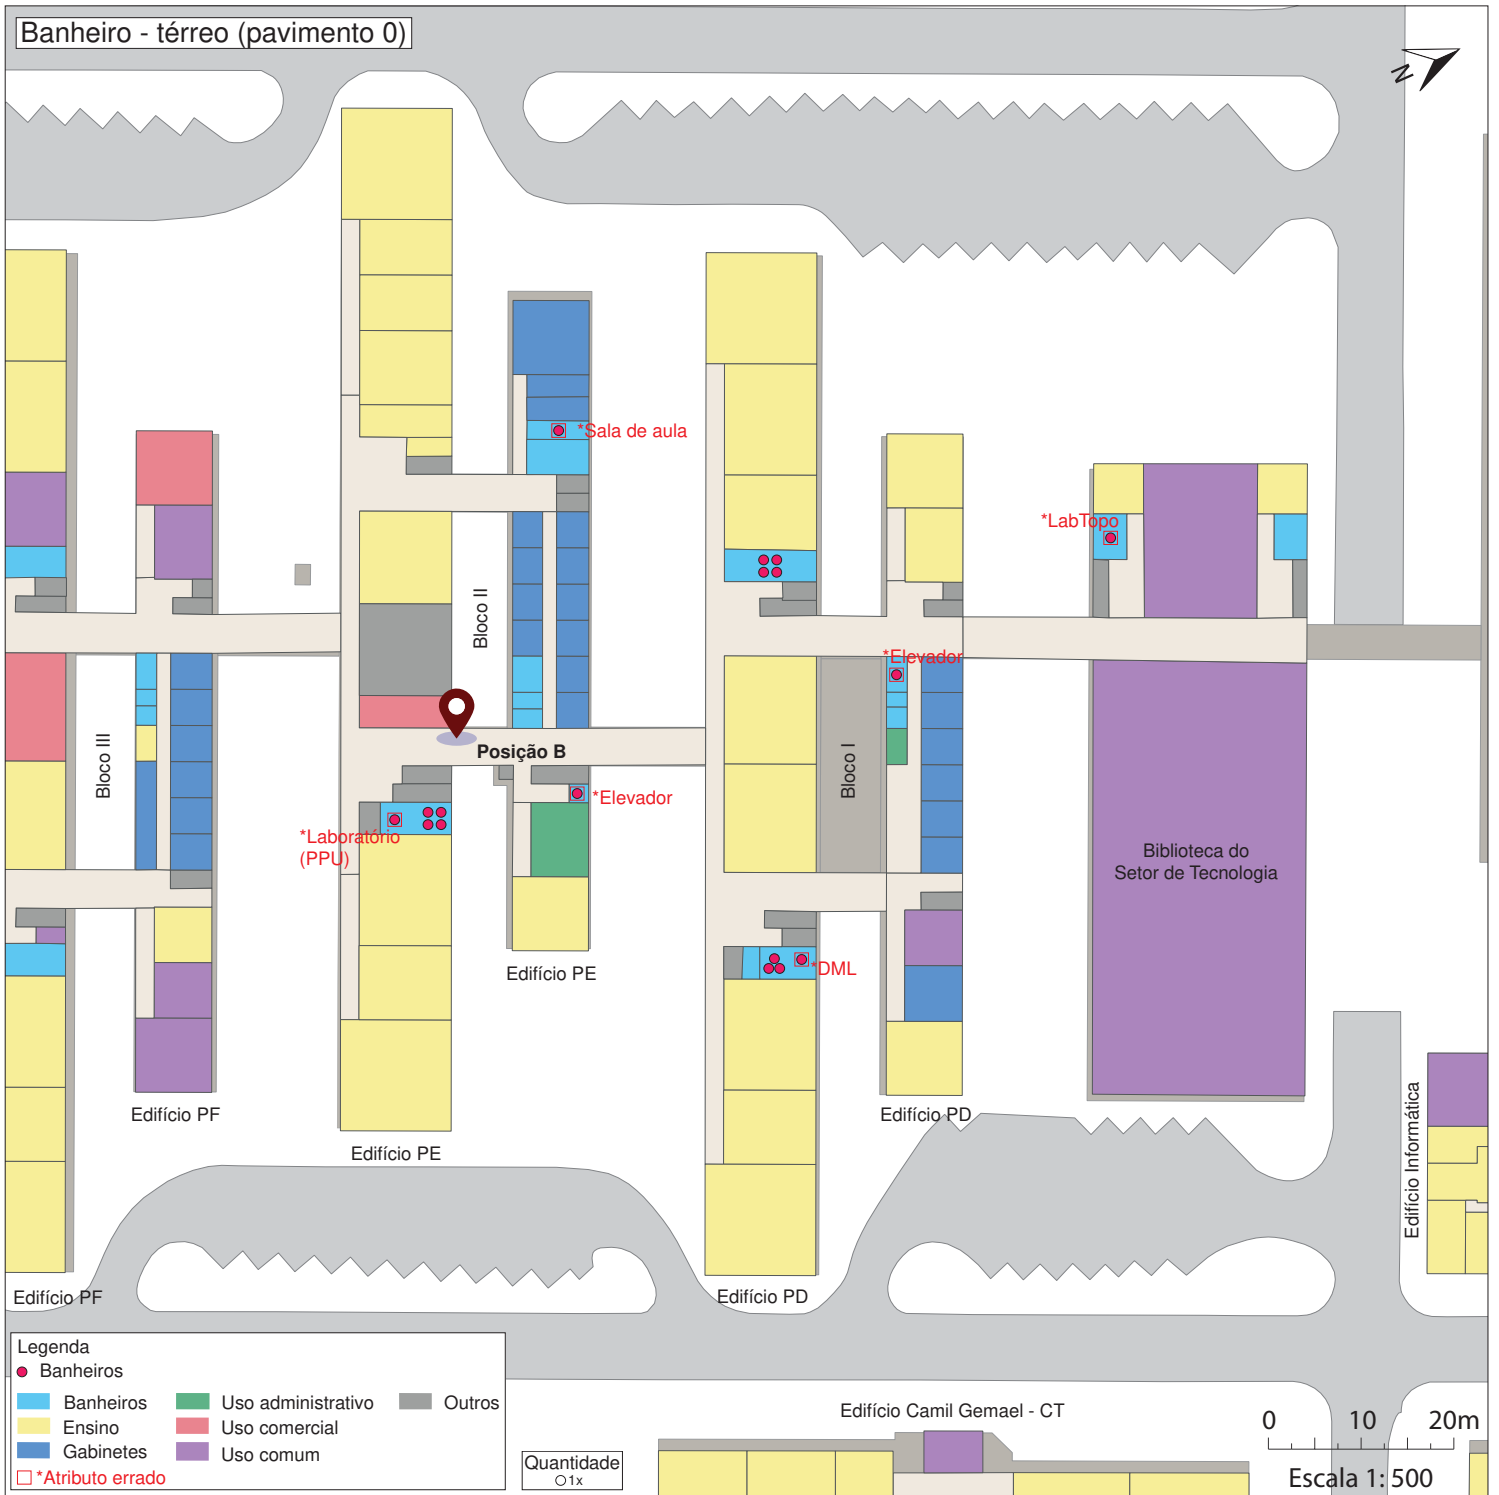 Banheiro - térreo (pavimento 0)
N
*Sala de aula
*LabTopo
Bloco II
*Elevador
Bloco III
Posição B
Bloco I
*Elevador
*Laboratório
(PPU)
Biblioteca do
Setor de Tecnologia
*DML
Edifício PE
Edifício PF
Edifício PD
Edifício PE
Edifício Informática
Edifício PF
Edifício PD
Legenda
Banheiros
Banheiros
Ensino
Gabinetes
*Atributo errado
Uso administrativo
Uso comercial
Uso comum
Outros
Quantidade
1x
Edifício Camil Gemael - CT
0 10 20m
Escala 1: 500